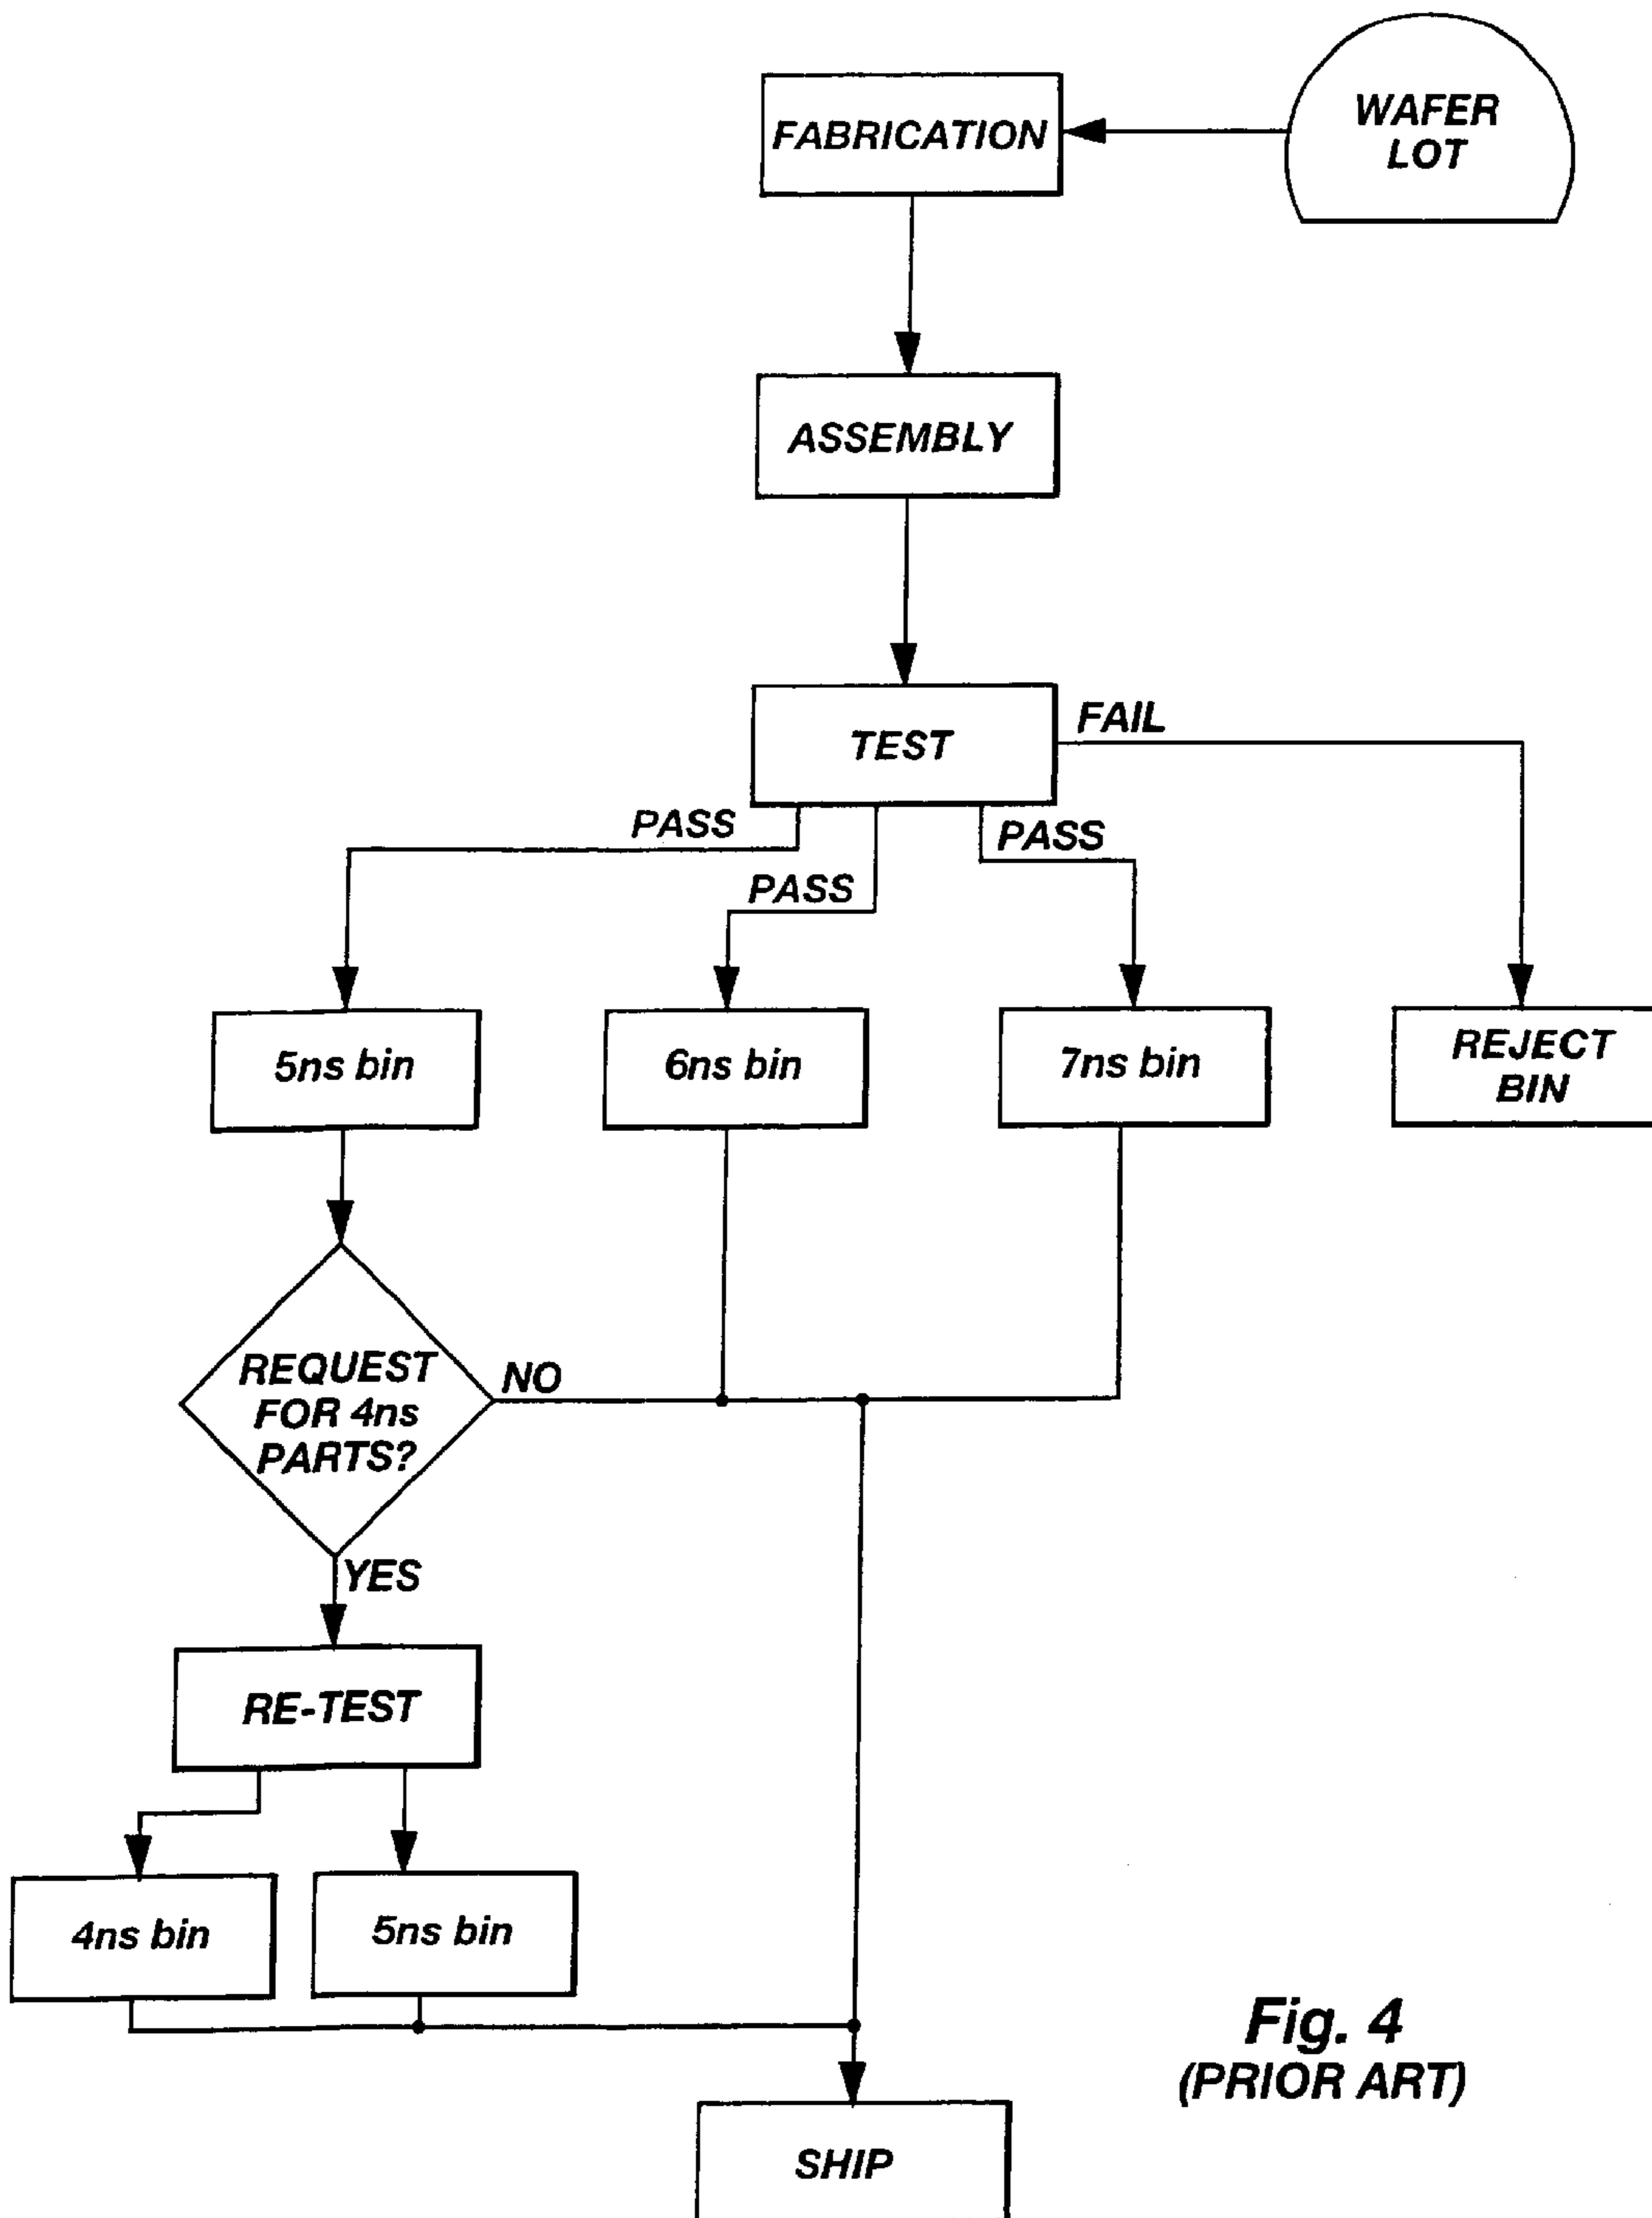 WAFER
LOT
FABRICATION
ASSEMBLY
TEST
FAIL
PASS
PASS
PASS
5ns bin
6ns bin
7ns bin
REJECT
BIN
REQUEST
FOR 4ns
PARTS?
NO
YES
RE-TEST
4ns bin
5ns bin
Fig. 4
(PRIOR ART)
SHIP